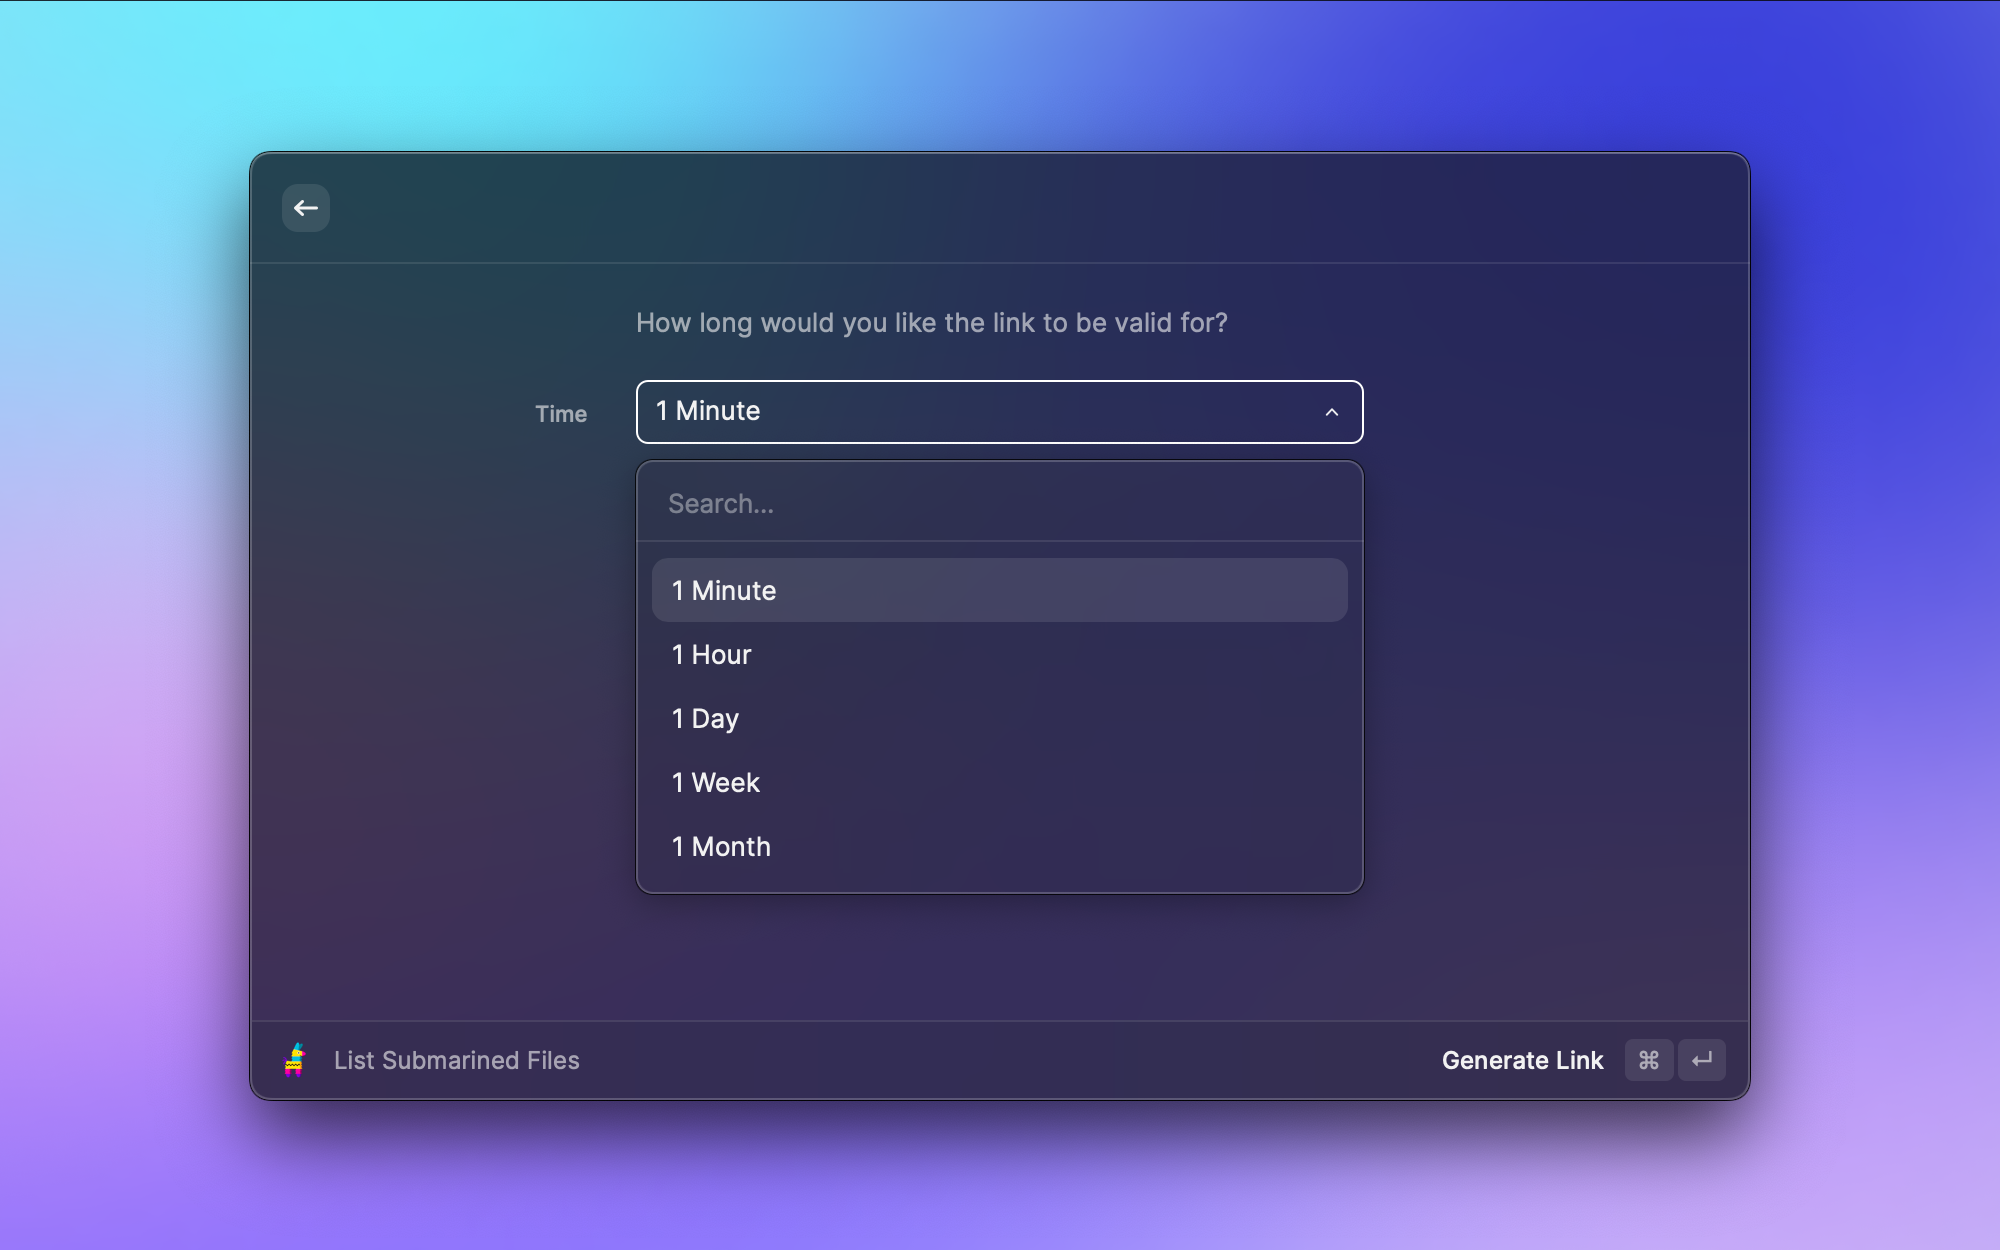 How long would you like the link to be valid for?
Time
1 Minute
Search...
1 Minute
1 Hour
1 Day
1 Week
1 Month
List Submarined Files
Generate Link ⌘ ↵